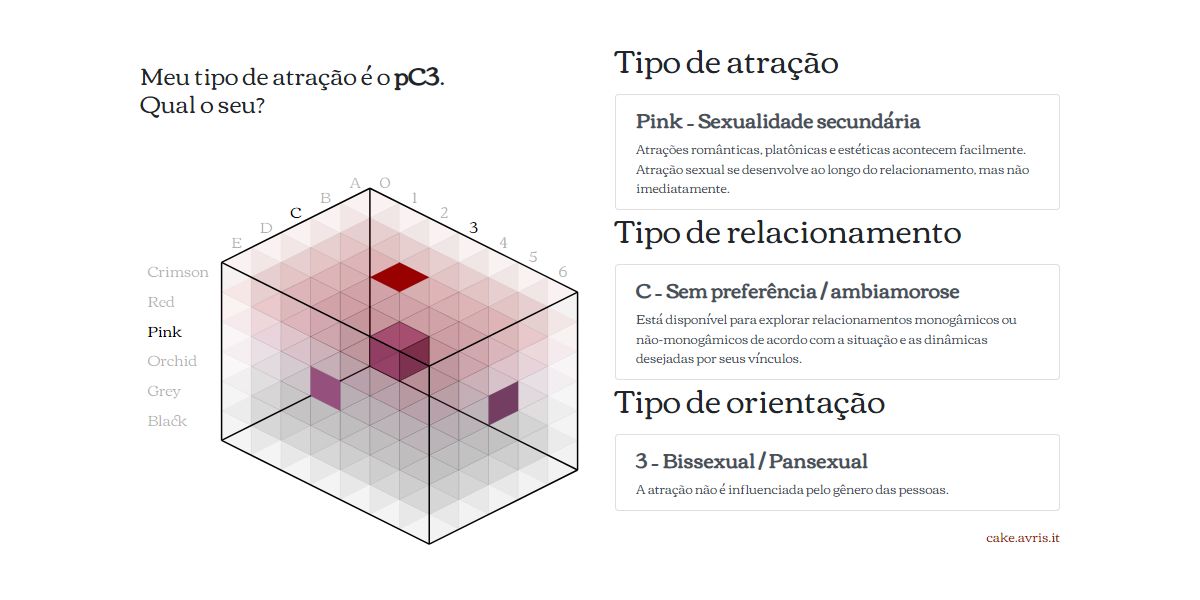 Meu tipo de atração é o pC3.
Qual o seu?
A
B
C
D
E
0
1
2
3
4
5
6
Crimson
Red
Pink
Orchid
Grey
Black
Tipo de atração
Pink - Sexualidade secundária
Atrações românticas, platônicas e estéticas acontecem facilmente.
Atração sexual se desenvolve ao longo do relacionamento, mas não
imediatamente.
Tipo de relacionamento
C - Sem preferência / ambiamorose
Está disponível para explorar relacionamentos monogâmicos ou
não-monogâmicos de acordo com a situação e as dinâmicas
desejadas por seus vínculos.
Tipo de orientação
3 - Bissexual / Pansexual
A atração não é influenciada pelo gênero das pessoas.
cake.avris.it